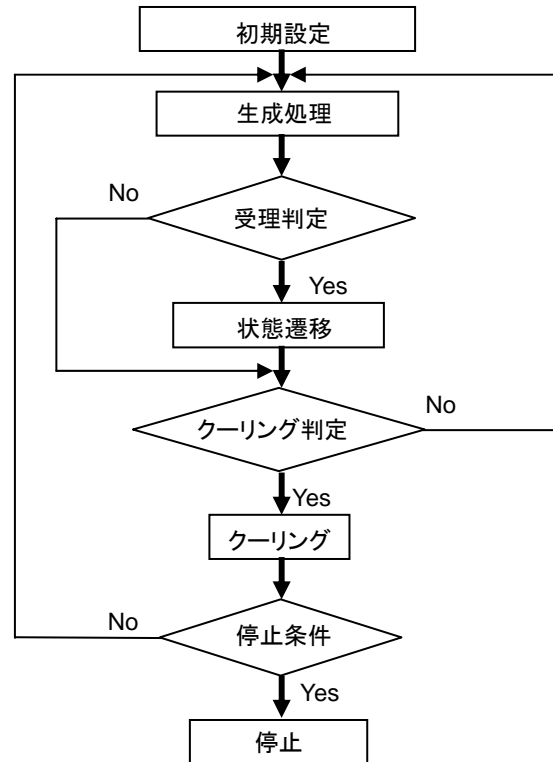 初期設定
生成処理
No
受理判定
Yes
状態遷移
クーリング判定
No
Yes
クーリング
No
停止条件
Yes
停止